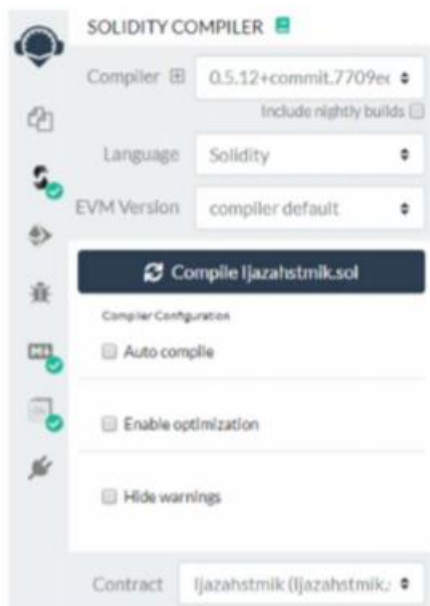 SOLIDITY COMPILER
Compiler 0.5.12+commit.7709ec
Include nightly builds
Language Solidity
EVM Version compiler default
Compile Ijazahstmik.sol
Compiler Configuration
Auto compile
Enable optimization
Hide warnings
Contract Ijazahstmik (Ijazahstmik.